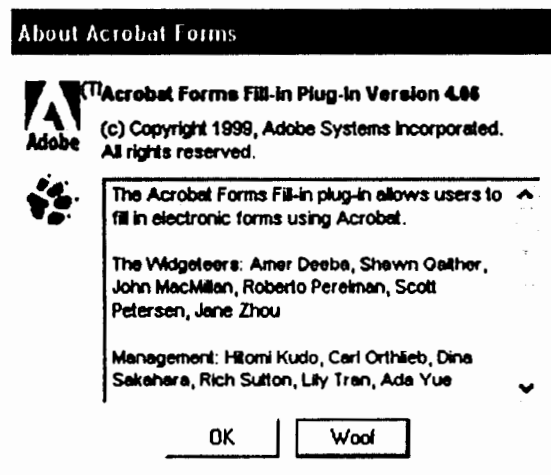 About Acrobat Forms
(TI)Acrobat Forms Fill-in Plug-In Version 4.05
(c) Copyright 1999, Adobe Systems Incorporated.
All rights reserved.
Adobe
The Acrobat Forms Fill-in plug-in allows users to
fill in electronic forms using Acrobat.
The Widgeteers: Amer Deeba, Shawn Gaither,
John MacMillan, Roberto Perelman, Scott
Petersen, Jane Zhou
Management: Hitomi Kudo, Carl Orthlieb, Dina
Sakahara, Rich Sutton, Lily Tran, Ada Yue
OK
Woof